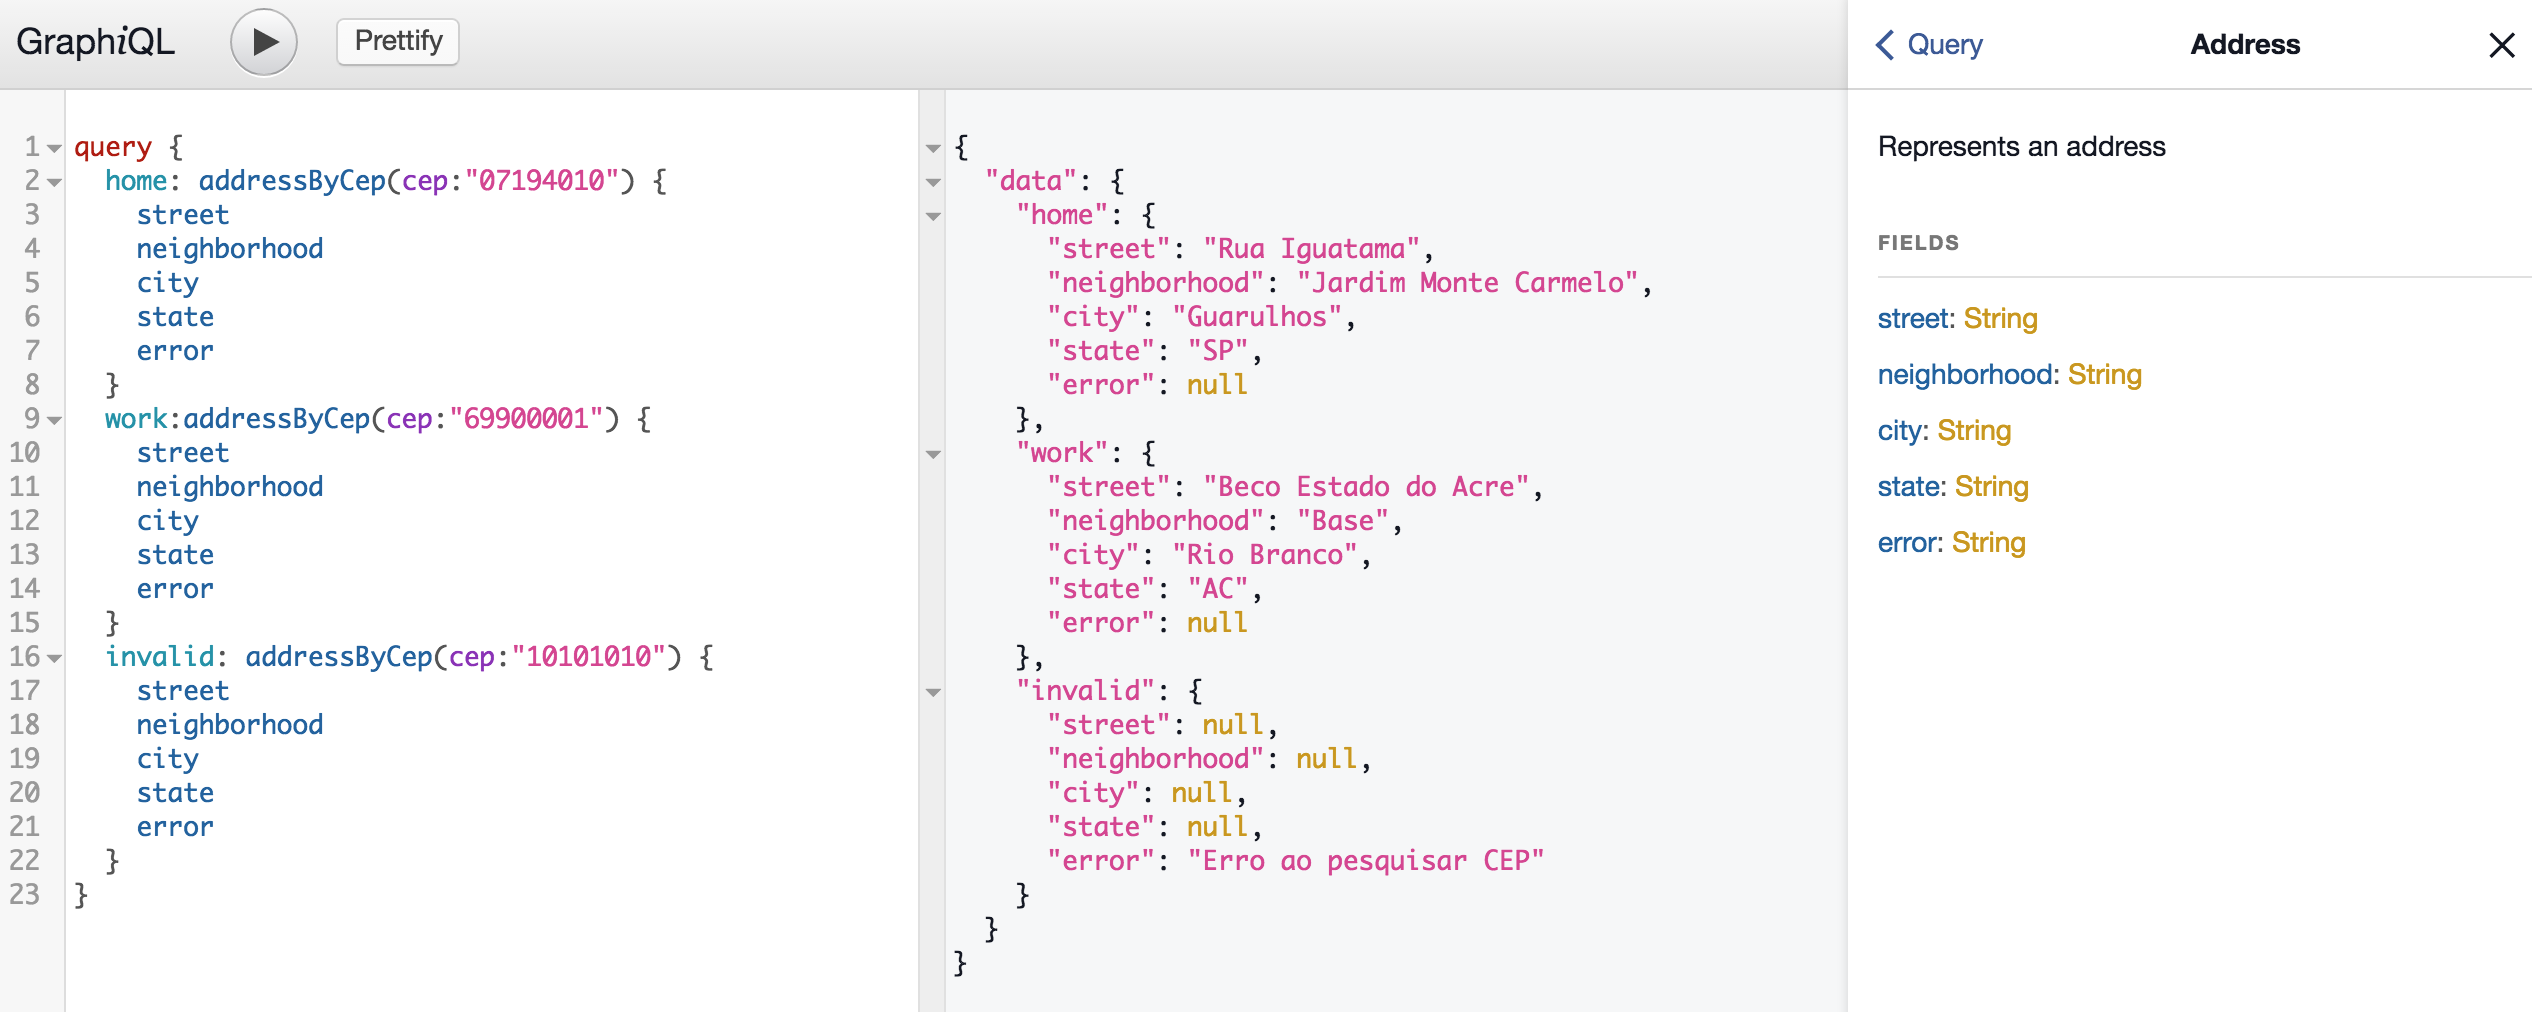 GraphiQL
Prettify
1 query {
2   home: addressByCep(cep:"07194010") {
3     street
4     neighborhood
5     city
6     state
7     error
8   }
9   work:addressByCep(cep:"69900001") {
10     street
11     neighborhood
12     city
13     state
14     error
15   }
16   invalid: addressByCep(cep:"10101010") {
17     street
18     neighborhood
19     city
20     state
21     error
22   }
23 }
{
  "data": {
    "home": {
      "street": "Rua Iguatama",
      "neighborhood": "Jardim Monte Carmelo",
      "city": "Guarulhos",
      "state": "SP",
      "error": null
    },
    "work": {
      "street": "Beco Estado do Acre",
      "neighborhood": "Base",
      "city": "Rio Branco",
      "state": "AC",
      "error": null
    },
    "invalid": {
      "street": null,
      "neighborhood": null,
      "city": null,
      "state": null,
      "error": "Erro ao pesquisar CEP"
    }
  }
}
Query
Address
Represents an address
FIELDS
street: String
neighborhood: String
city: String
state: String
error: String